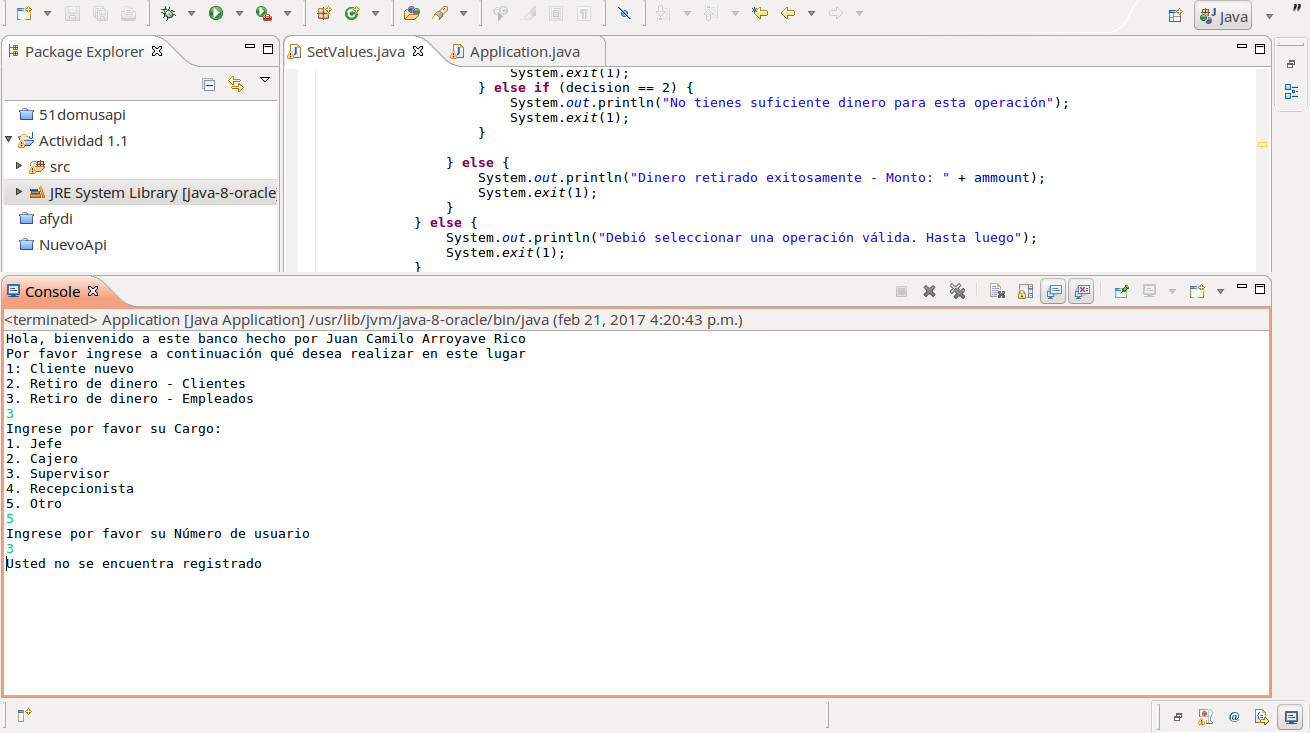 Java
Package Explorer
SetValues.java
Application.java
51domusapi
Actividad 1.1
src
JRE System Library [java-8-oracle
afydi
NuevoApi
System.exit(1);
} else if (decision == 2) {
System.out.println("No tienes suficiente dinero para esta operación");
System.exit(1);
}
} else {
System.out.println("Dinero retirado exitosamente - Monto: " + ammount);
System.exit(1);
}
} else {
System.out.println("Debió seleccionar una operación válida. Hasta luego");
System.exit(1);
}
Console
<terminated> Application [Java Application] /usr/lib/jvm/java-8-oracle/bin/java (feb 21, 2017 4:20:43 p.m.)
Hola, bienvenido a este banco hecho por Juan Camilo Arroyave Rico
Por favor ingrese a continuación qué desea realizar en este lugar
1: Cliente nuevo
2. Retiro de dinero - Clientes
3. Retiro de dinero - Empleados
3
Ingrese por favor su Cargo:
1. Jefe
2. Cajero
3. Supervisor
4. Recepcionista
5. Otro
5
Ingrese por favor su Número de usuario
3
Usted no se encuentra registrado